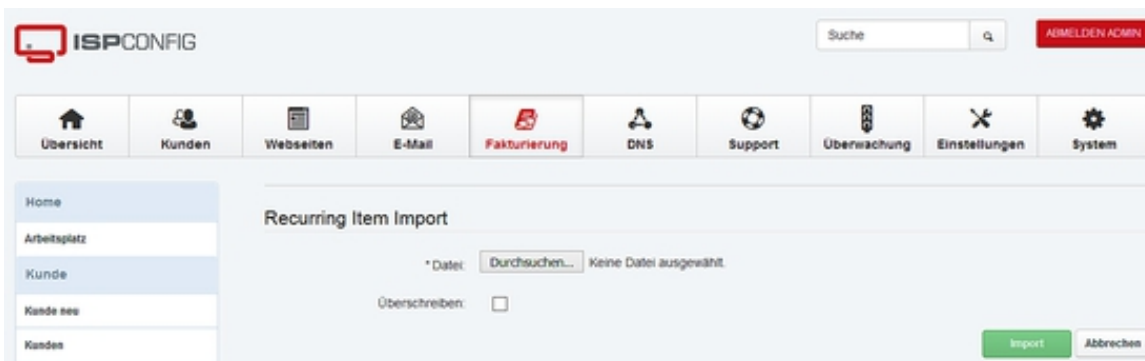 ISPCONFIG
Suche
ABMELDEN ADMIN
Übersicht
Kunden
Webseiten
E-Mail
Fakturierung
DNS
Support
Überwachung
Einstellungen
System
Home
Arbeitsplatz
Kunde
Kunde neu
Kunden
Recurring Item Import
* Datei:
Durchsuchen... Keine Datei ausgewählt.
Überschreiben:
Import
Abbrechen